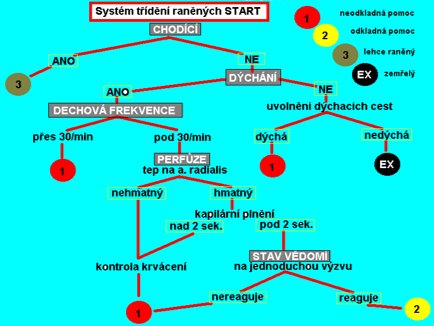 Systém třídění raněných START
1 neodkladná pomoc
2 odkladná pomoc
3 lehce raněný
EX zemřelý
CHODÍCÍ
ANO
NE
3
DÝCHÁNÍ
ANO
NE
DECHOVÁ FREKVENCE
uvolnění dýchacích cest
přes 30/min
pod 30/min
dýchá
nedýchá
1
1
EX
PERFÚZE
tep na a. radialis
nehmatný
hmatný
kapilární plnění
nad 2 sek.
pod 2 sek.
kontrola krvácení
STAV VĚDOMÍ
na jednoduchou výzvu
nereaguje
reaguje
1
2